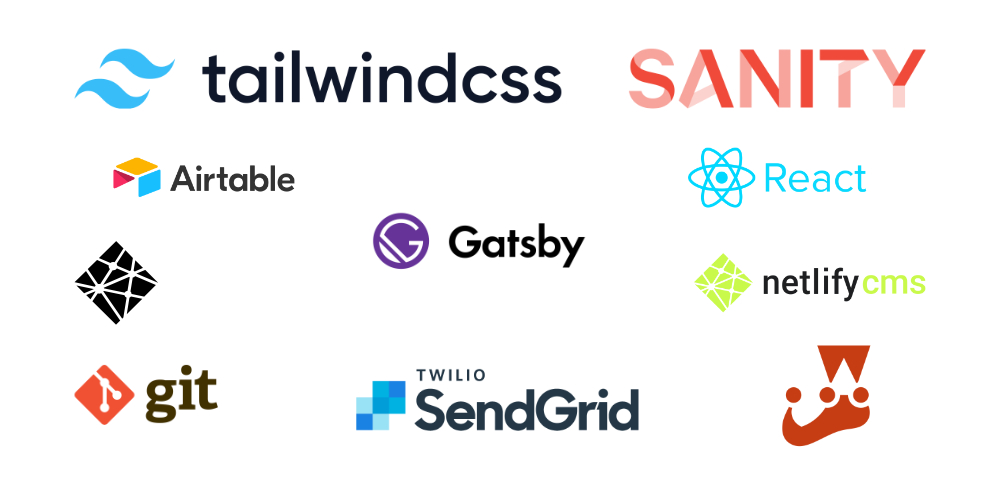 tailwindcss
SANITY
Airtable
React
Gatsby
netlifycms
git
TWILIO
SendGrid